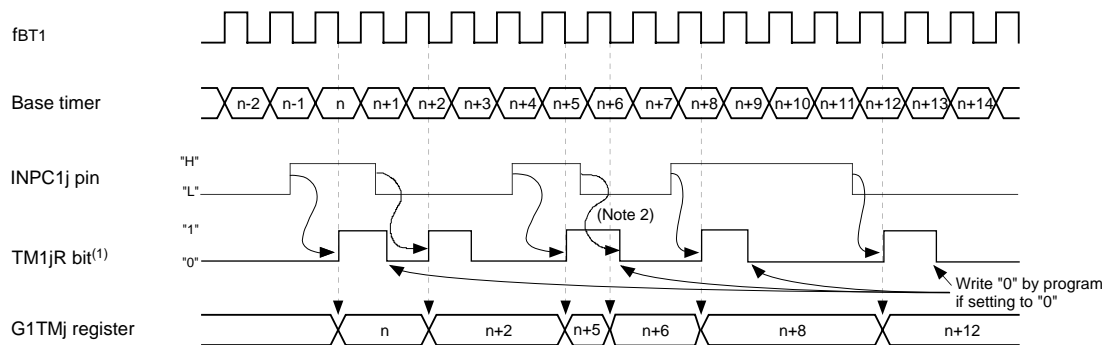 fBT1
Base timer
n-2 n-1 n n+1 n+2 n+3 n+4 n+5 n+6 n+7 n+8 n+9 n+10 n+11 n+12 n+13 n+14
"H"
INPC1j pin
"L"
(Note 2)
"1"
TM1jR bit(1)
"0"
Write "0" by program
if setting to "0"
G1TMj register
n n+2 n+5 n+6 n+8 n+12